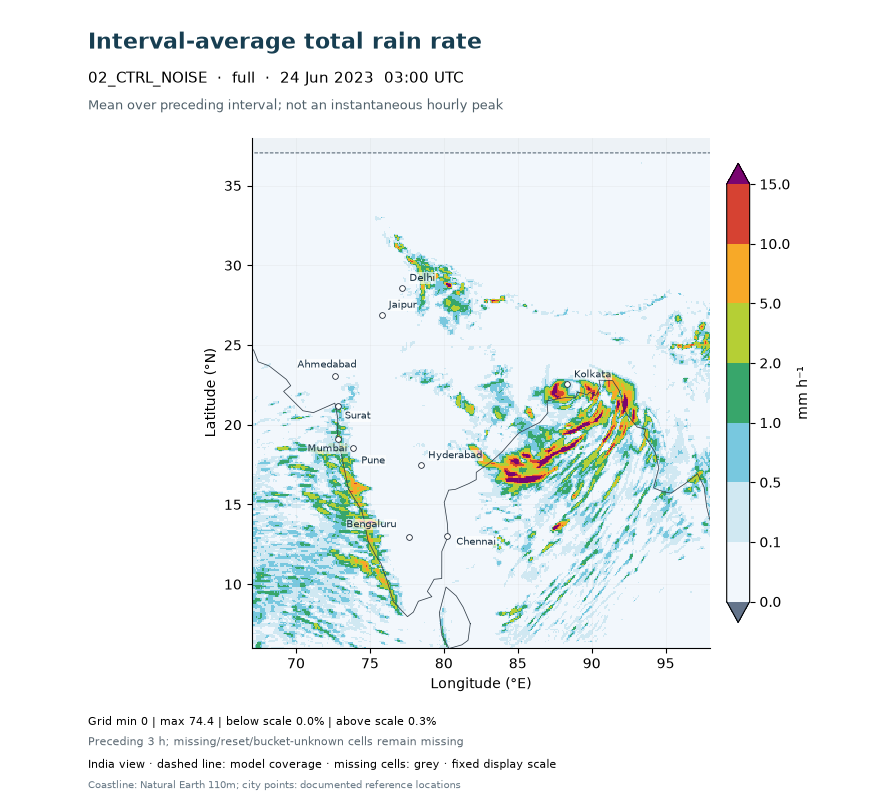 Interval-average total rain rate
02_CTRL_NOISE · full · 24 Jun 2023 03:00 UTC
Mean over preceding interval; not an instantaneous hourly peak
35
30
25
20
15
10
Latitude (°N)
70
75
80
85
90
95
Longitude (°E)
Delhi
Jaipur
Ahmedabad
Kolkata
Surat
Mumbai
Pune
Hyderabad
Bengaluru
Chennai
15.0
10.0
5.0
2.0
1.0
0.5
0.1
0.0
mm h⁻¹
Grid min 0 | max 74.4 | below scale 0.0% | above scale 0.3%
Preceding 3 h; missing/reset/bucket-unknown cells remain missing
India view · dashed line: model coverage · missing cells: grey · fixed display scale
Coastline: Natural Earth 110m; city points: documented reference locations